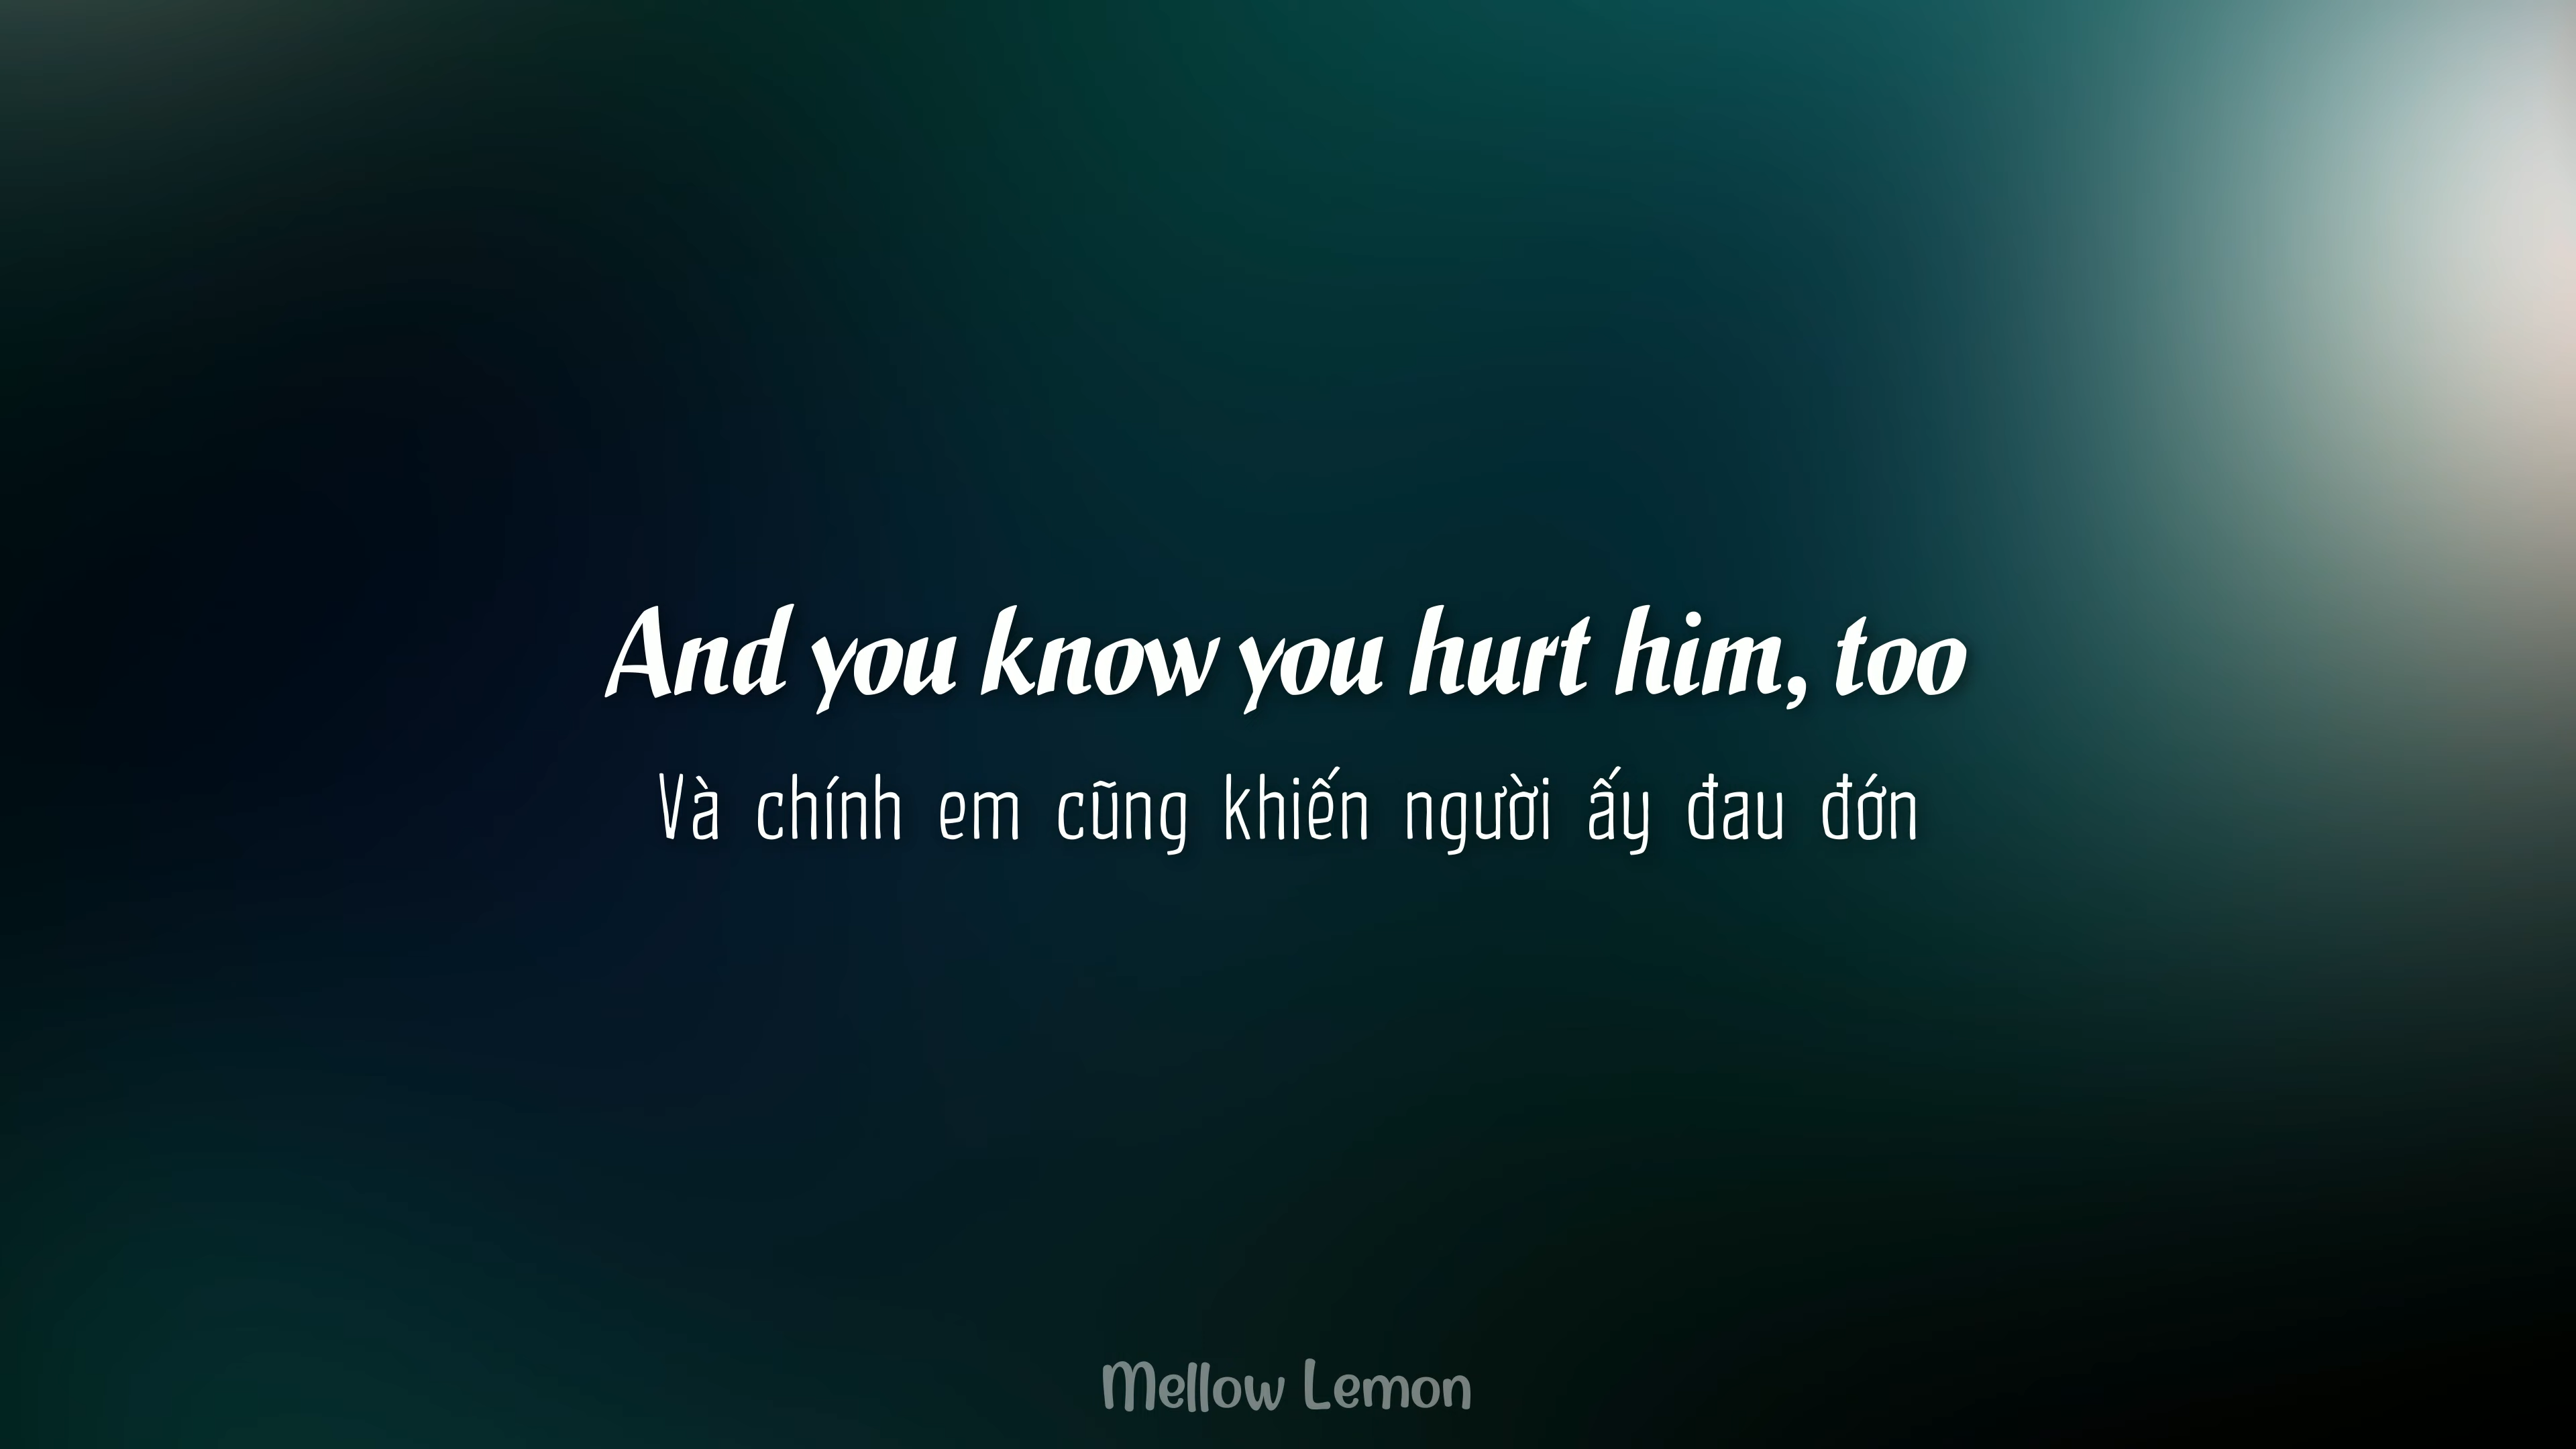 And you know you hurt him, too
Và chính em cũng khiến người ấy đau đớn
Mellow Lemon